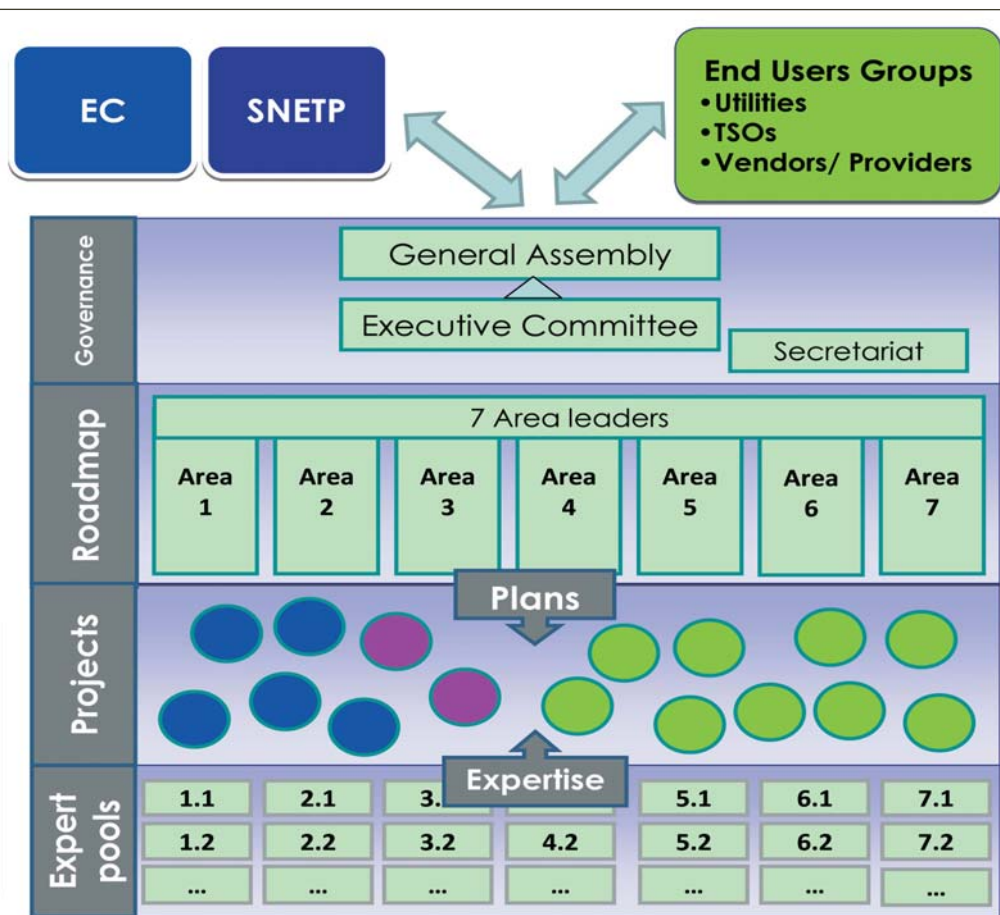 EC
SNETP
End Users Groups
•Utilities
•TSOs
•Vendors/ Providers
Governance
General Assembly
Executive Committee
Secretariat
Roadmap
7 Area leaders
Area
1
Area
2
Area
3
Area
4
Area
5
Area
6
Area
7
Plans
Projects
Expertise
Expert
pools
1.1
2.1
5.1
6.1
7.1
1.2
2.2
3.2
4.2
5.2
6.2
7.2
...
...
...
...
...
...
...